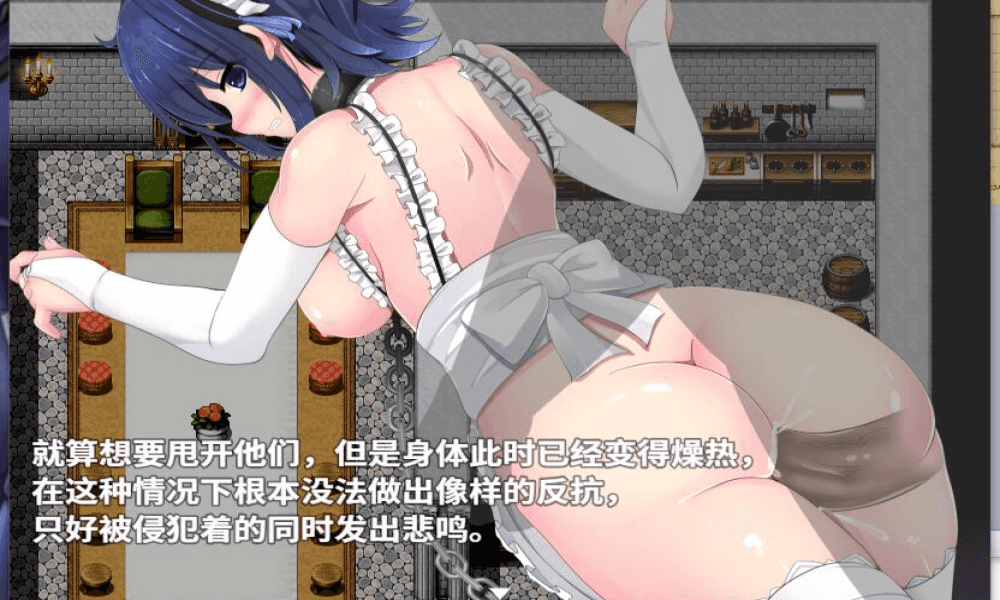 就算想要甩开他们，但是身体此时已经变得燥热，
在这种情况下根本没法做出像样的反抗，
只好被侵犯着的同时发出悲鸣。